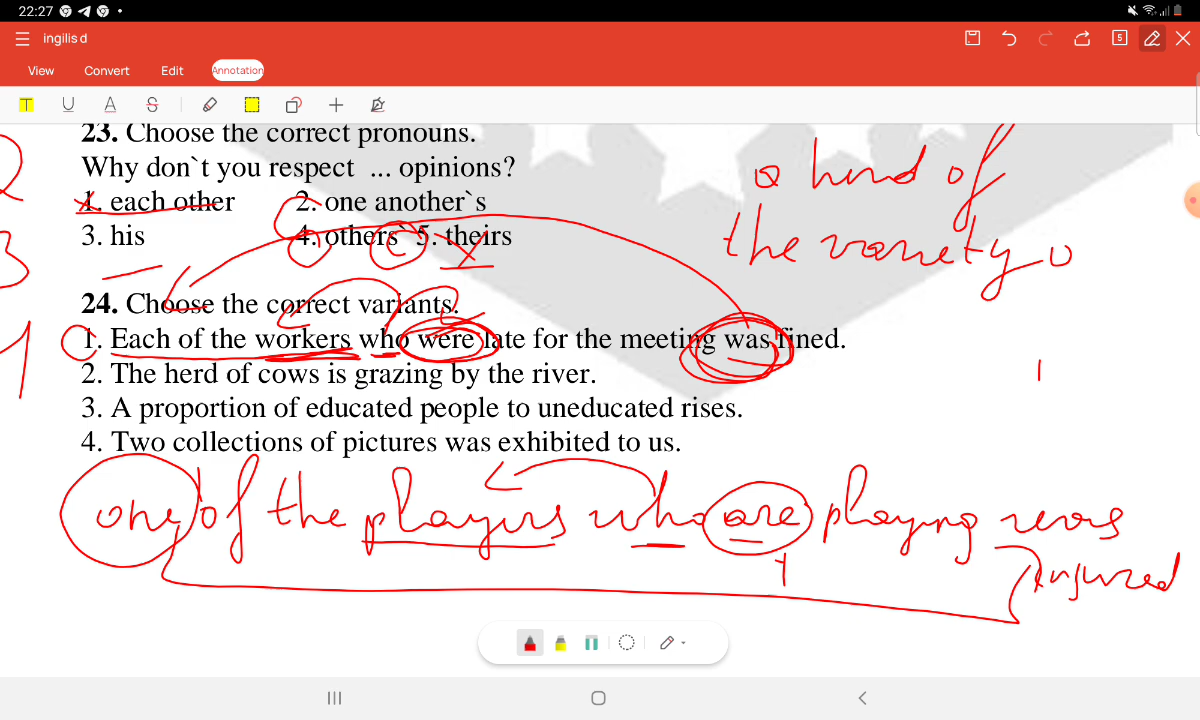 22:27
ingilis d
5
View Convert Edit Annotation
T U A S
23. Choose the correct pronouns.
Why don`t you respect ... opinions?
1. each other 2. one another`s
3. his 4. others` 5. theirs
a herd of
the variety o
24. Choose the correct variants.
1. Each of the workers who were late for the meeting was fined.
2. The herd of cows is grazing by the river.
3. A proportion of educated people to uneducated rises.
4. Two collections of pictures was exhibited to us.
one of the players who are playing
injured